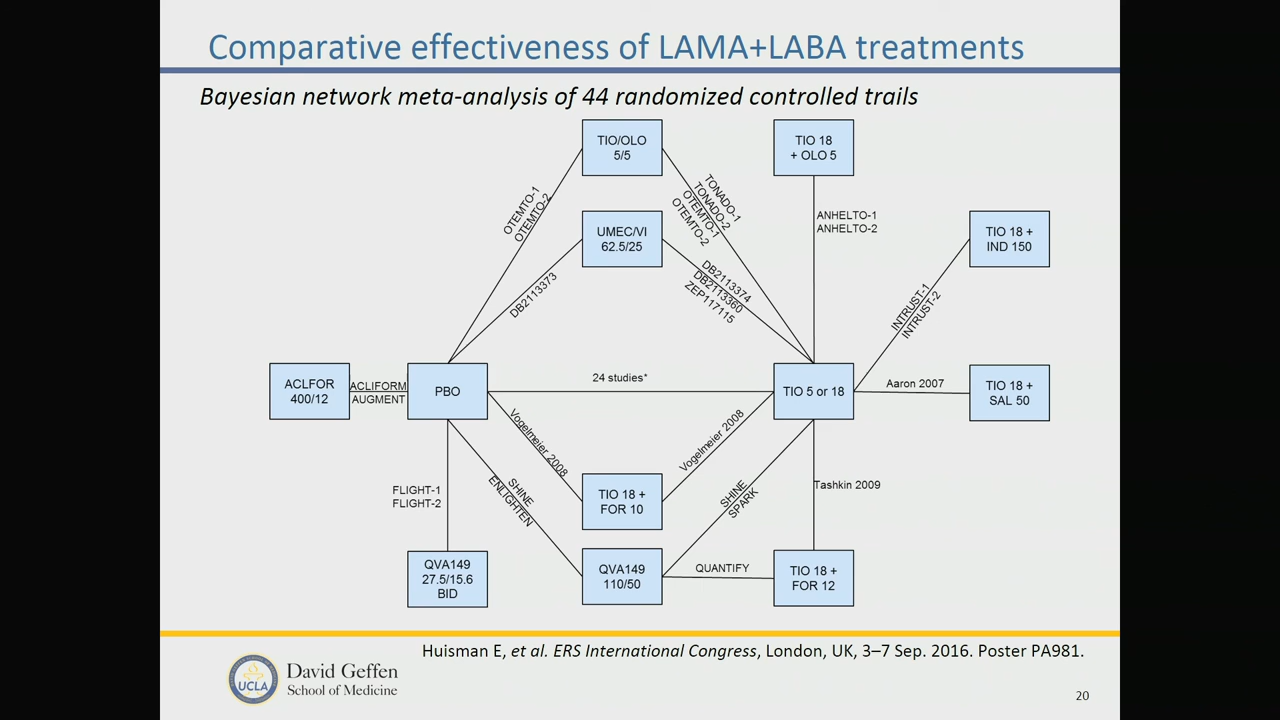 Comparative effectiveness of LAMA+LABA treatments
Bayesian network meta-analysis of 44 randomized controlled trails
TIO/OLO
5/5
TIO 18
+ OLO 5
OTEMTO-1
OTEMTO-2
TONADO-1
TONADO-2
OTEMTO-1
OTEMTO-2
ANHELTO-1
ANHELTO-2
UMEC/VI
62.5/25
TIO 18 +
IND 150
DB2113373
DB2113374
DB2113360
ZEP117115
INTRUST-1
INTRUST-2
ACLFOR
400/12
ACLIFORM
AUGMENT
PBO
24 studies*
TIO 5 or 18
Aaron 2007
TIO 18 +
SAL 50
Vogelmeier 2008
Vogelmeier 2008
FLIGHT-1
FLIGHT-2
SHINE
ENLIGHTEN
TIO 18 +
FOR 10
SHINE
SPARK
Tashkin 2009
QVA149
27.5/15.6
BID
QVA149
110/50
QUANTIFY
TIO 18 +
FOR 12
Huisman E, et al. ERS International Congress, London, UK, 3–7 Sep. 2016. Poster PA981.
UCLA
David Geffen
School of Medicine
20